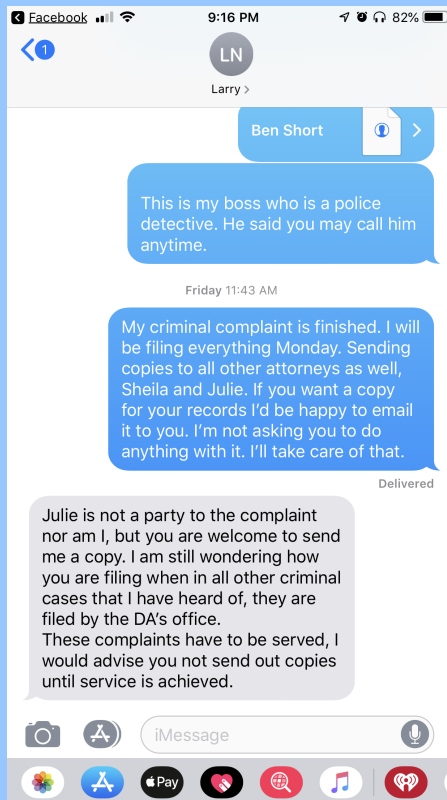 Facebook
9:16 PM
82%
1
LN
Larry
Ben Short
This is my boss who is a police
detective. He said you may call him
anytime.
Friday 11:43 AM
My criminal complaint is finished. I will
be filing everything Monday. Sending
copies to all other attorneys as well,
Sheila and Julie. If you want a copy
for your records I’d be happy to email
it to you. I’m not asking you to do
anything with it. I’ll take care of that.
Delivered
Julie is not a party to the complaint
nor am I, but you are welcome to send
me a copy. I am still wondering how
you are filing when in all other criminal
cases that I have heard of, they are
filed by the DA’s office.
These complaints have to be served, I
would advise you not send out copies
until service is achieved.
iMessage
Pay